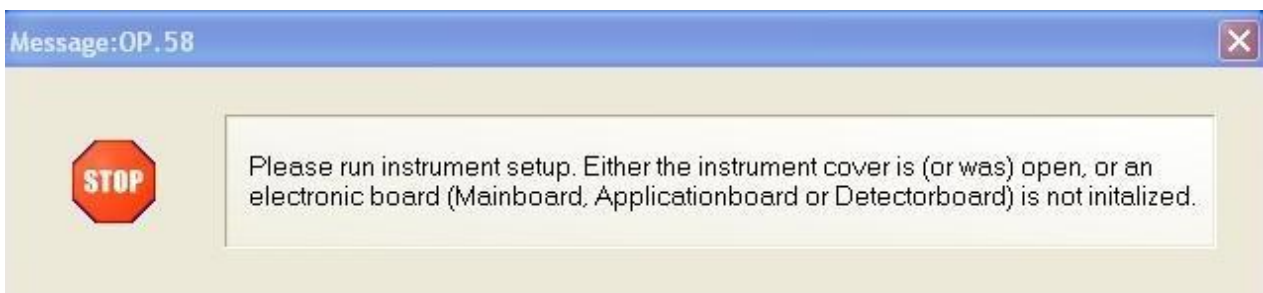 Message:OP.58
STOP
Please run instrument setup. Either the instrument cover is (or was) open, or an
electronic board (Mainboard, Applicationboard or Detectorboard) is not initalized.